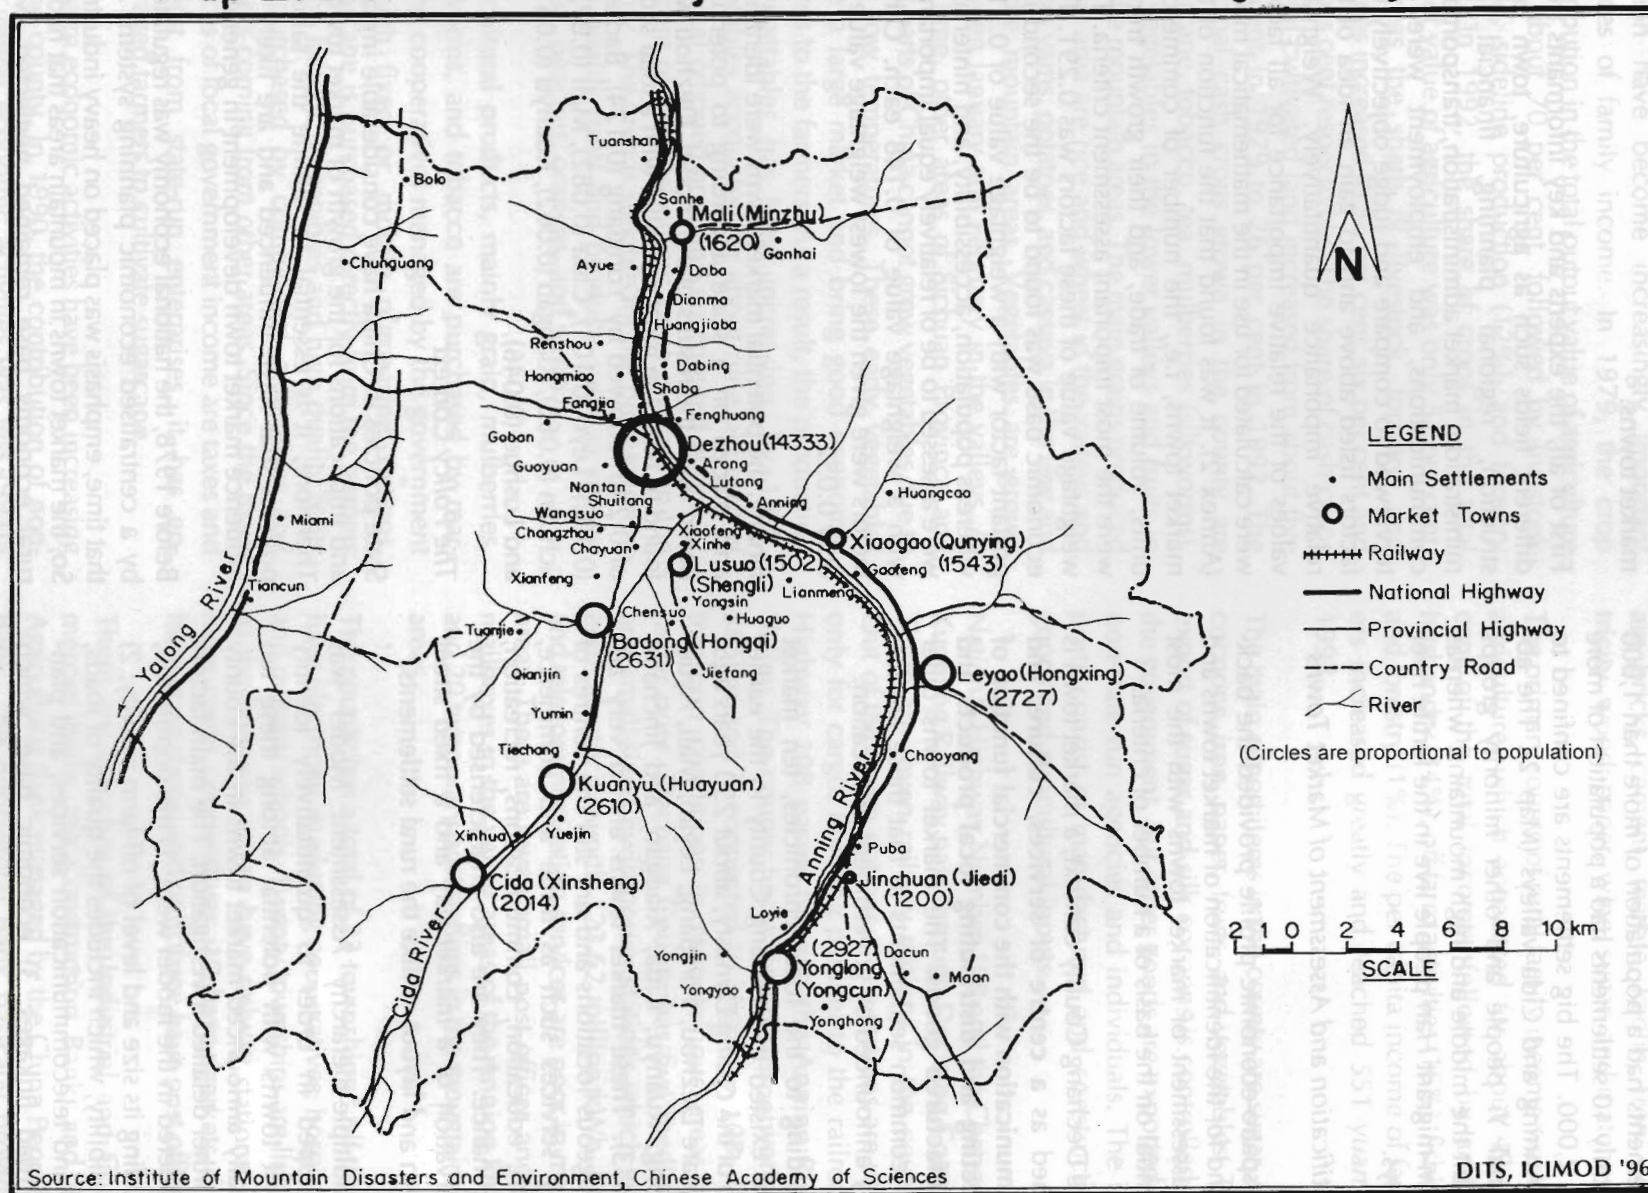 Tuanshan
Bolo
Sanhe
Mali (Minzhu)
(1620)
Ganhai
Chunguang
Ayue
Daba
Dianma
Huangjiaba
Renshou
Dabing
Hongmiao
Shaba
Fangjia
Fenghuang
Goban
Dezhou (14333)
Guoyuan
Arong
Lutang
Nantan
Shuitang
Anning
Huangcao
Wangsuo
Miami
Changzhou
Xiaofeng
Chayuan
Xinhe
Xiaogao (Qunying)
(1543)
Lusuo (1502)
(Shengli)
Gaofeng
Lianmeng
Xianfeng
Tiancun
Yongsin
Chensuo
Huaguo
Yalong River
Tuanjie
Badong (Hongqi)
(2631)
Qianjin
Jiefang
Leyao (Hongxing)
(2727)
Yumin
Tiechang
Chaoyang
Kuanyu (Huayuan)
(2610)
Xinhua
Yuejin
Anning River
Puba
Cida (Xinsheng)
(2014)
Jinchuan (Jiedi)
(1200)
Cida River
Loyie
(2927)
Dacun
Yongjin
Yonglong
(Yongcun)
Maan
Yongyao
Yonghong
N
LEGEND
Main Settlements
Market Towns
Railway
National Highway
Provincial Highway
Country Road
River
(Circles are proportional to population)
2 1 0 2 4 6 8 10 km
SCALE
Source: Institute of Mountain Disasters and Environment, Chinese Academy of Sciences
DITS, ICIMOD '96